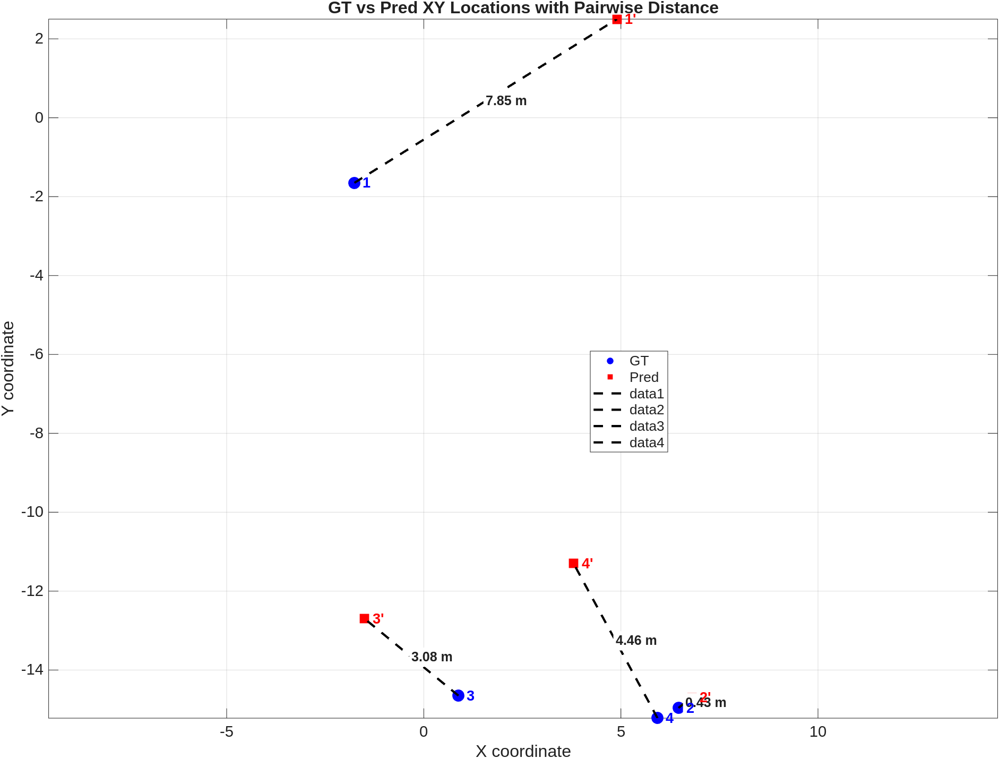 GT vs Pred XY Locations with Pairwise Distance
1'
2
7.85 m
0
1
-2
-4
Y coordinate
-6
GT
Pred
data1
data2
data3
data4
-8
-10
4'
-12
3'
4.46 m
3.08 m
-14
3
2'
0.43 m
2
4
-5
0
5
10
X coordinate